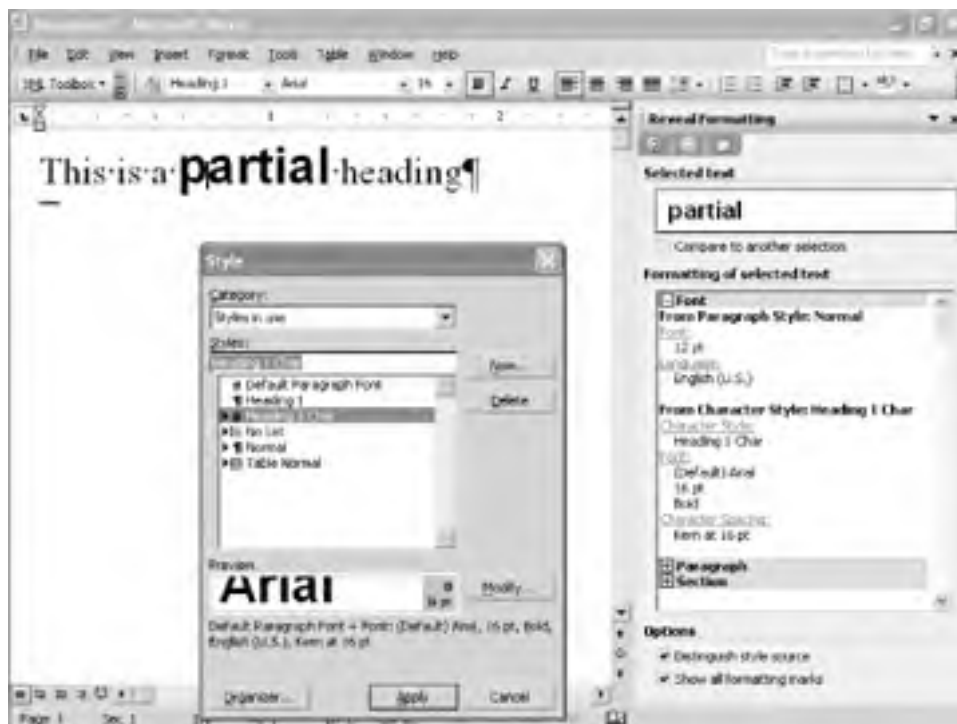 File Edit View Insert Format Tools Table Window Help
Toolbox Heading 1 Arial 16 B I U
1 2
This·is·a·partial·heading¶
Reveal Formatting
Selected text
partial
Compare to another selection
Formatting of selected text
Font
From Paragraph Style: Normal
Font:
12 pt
Language:
English (U.S.)
From Character Style: Heading 1 Char
Character Style:
Heading 1 Char
Font:
(Default) Arial
16 pt
Bold
Character Spacing:
Kern at 16 pt
Paragraph
Section
Options
Distinguish style source
Show all formatting marks
Style
Category:
Styles in use
Styles:
New...
a Default Paragraph Font
¶ Heading 1
Delete
Heading 1 Char
No List
¶ Normal
Table Normal
Preview
Arial
a
16 pt
Modify...
Default Paragraph Font + Font: (Default) Arial, 16 pt, Bold,
English (U.S.), Kern at 16 pt
Organizer... Apply Cancel
Page 1 Sec 1